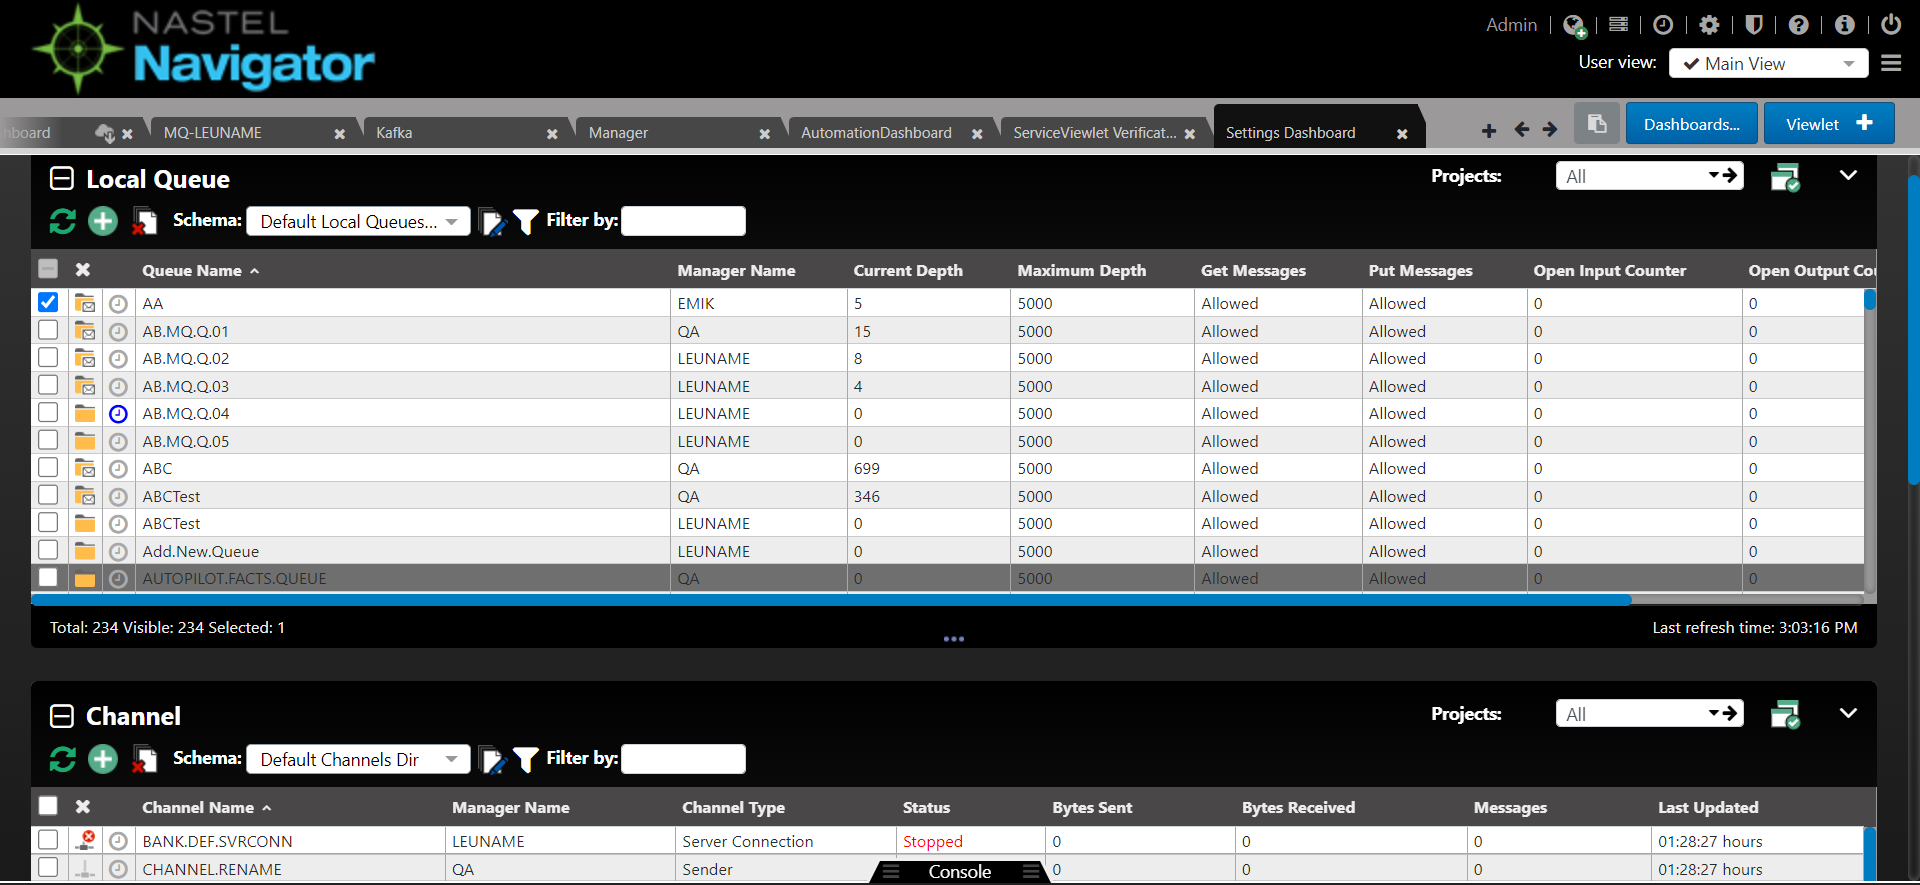 NASTEL
Navigator
Admin
User view: Main View
hboard
MQ-LEUNAME
Kafka
Manager
AutomationDashboard
ServiceViewlet Verificat...
Settings Dashboard
Dashboards...
Viewlet
Local Queue
Projects: All
Schema: Default Local Queues... Filter by:
Queue Name Manager Name Current Depth Maximum Depth Get Messages Put Messages Open Input Counter Open Output Cou
AA EMIK 5 5000 Allowed Allowed 0 0
AB.MQ.Q.01 QA 15 5000 Allowed Allowed 0 0
AB.MQ.Q.02 LEUNAME 8 5000 Allowed Allowed 0 0
AB.MQ.Q.03 LEUNAME 4 5000 Allowed Allowed 0 0
AB.MQ.Q.04 LEUNAME 0 5000 Allowed Allowed 0 0
AB.MQ.Q.05 LEUNAME 0 5000 Allowed Allowed 0 0
ABC QA 699 5000 Allowed Allowed 0 0
ABCTest QA 346 5000 Allowed Allowed 0 0
ABCTest LEUNAME 0 5000 Allowed Allowed 0 0
Add.New.Queue LEUNAME 0 5000 Allowed Allowed 0 0
AUTOPILOT.FACTS.QUEUE QA 0 5000 Allowed Allowed 0 0
Total: 234 Visible: 234 Selected: 1
Last refresh time: 3:03:16 PM
Channel
Projects: All
Schema: Default Channels Dir Filter by:
Channel Name Manager Name Channel Type Status Bytes Sent Bytes Received Messages Last Updated
BANK.DEF.SVRCONN LEUNAME Server Connection Stopped 0 0 0 01:28:27 hours
CHANNEL.RENAME QA Sender 0 0 0 01:28:27 hours
Console